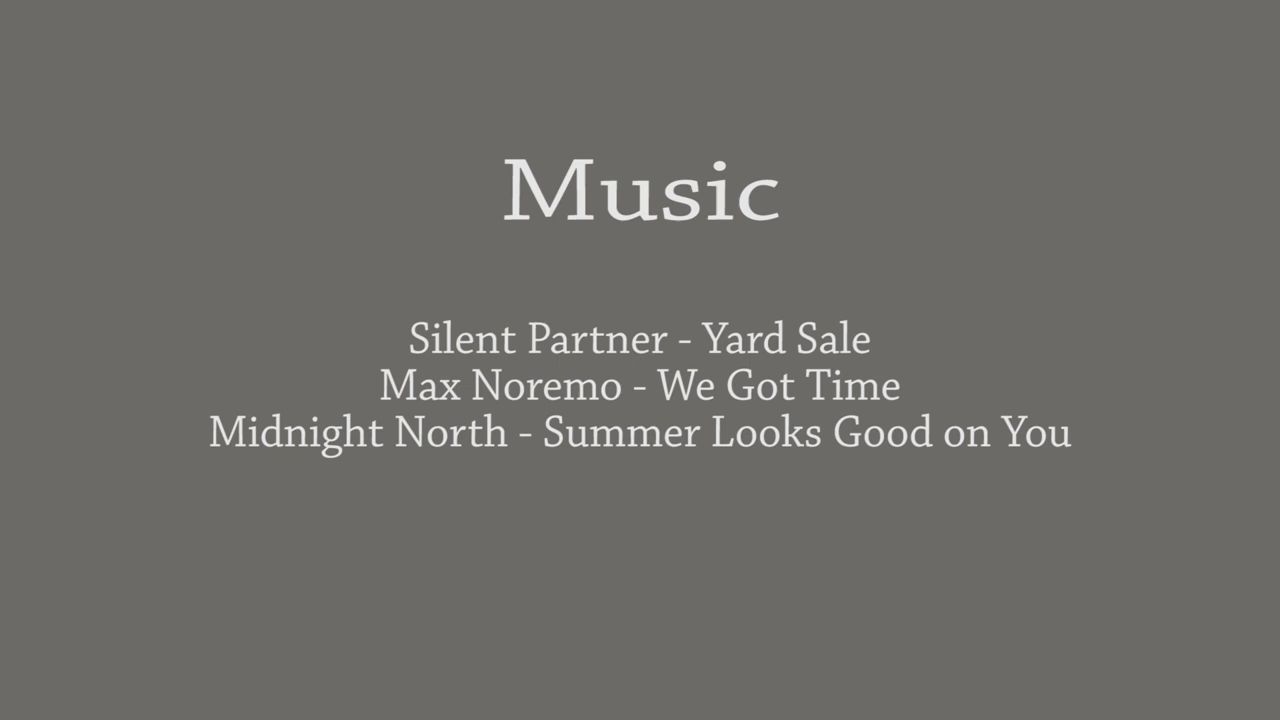 Music
Silent Partner - Yard Sale
Max Noremo - We Got Time
Midnight North - Summer Looks Good on You